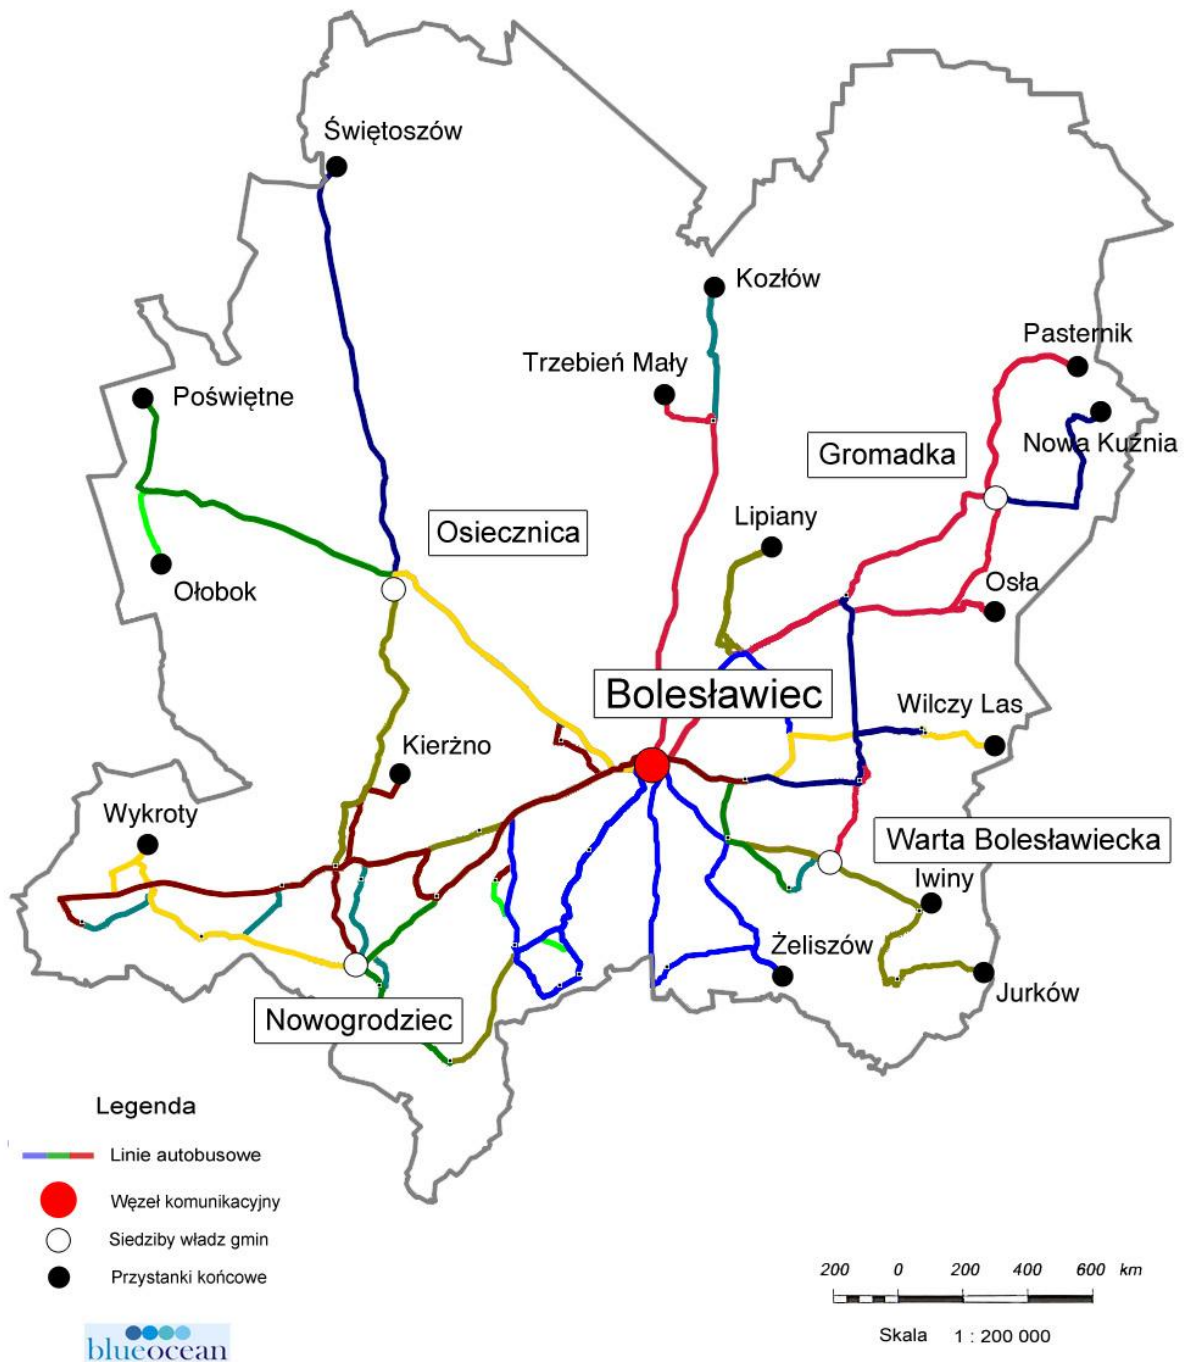 Świętoszów
Kozłów
Pasternik
Trzebień Mały
Poświętne
Nowa Kuźnia
Gromadka
Lipiany
Osiecznica
Osła
Ołobok
Bolesławiec
Wilczy Las
Kierżno
Wykroty
Warta Bolesławiecka
Iwiny
Żeliszów
Jurków
Nowogrodziec
Legenda
Linie autobusowe
Węzeł komunikacyjny
Siedziby władz gmin
Przystanki końcowe
200 0 200 400 600 km
Skala 1 : 200 000
blueocean